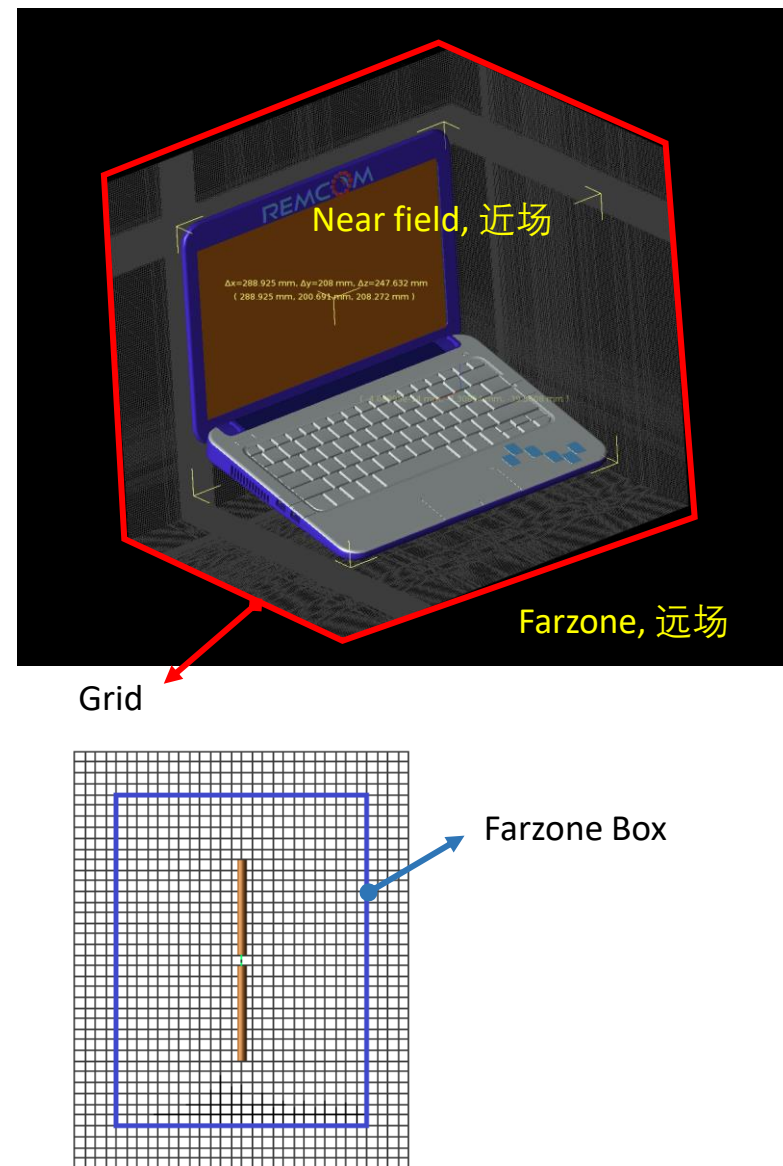 REMCOM
Near field, 近场
Δx=288.925 mm, Δy=208 mm, Δz=247.632 mm
( 288.925 mm, 200.691 mm, 208.272 mm )
Farzone, 远场
Grid
Farzone Box